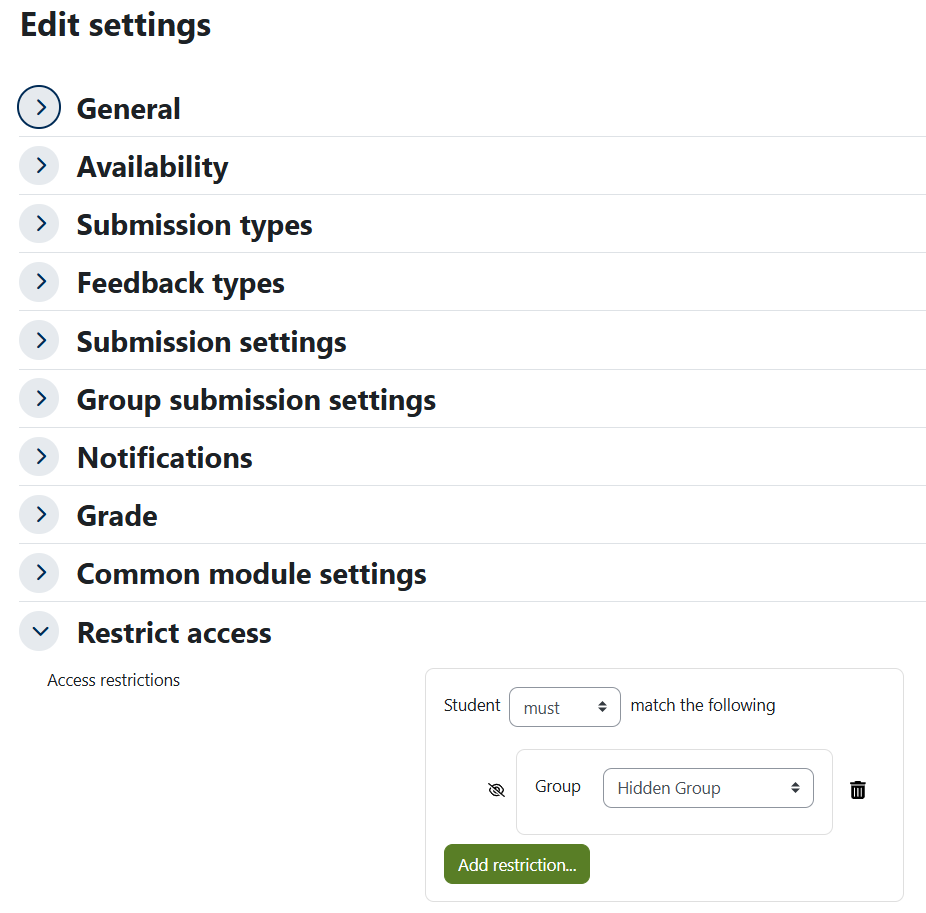 Edit settings
General
Availability
Submission types
Feedback types
Submission settings
Group submission settings
Notifications
Grade
Common module settings
Restrict access
Access restrictions
Student must match the following
Group Hidden Group
Add restriction...